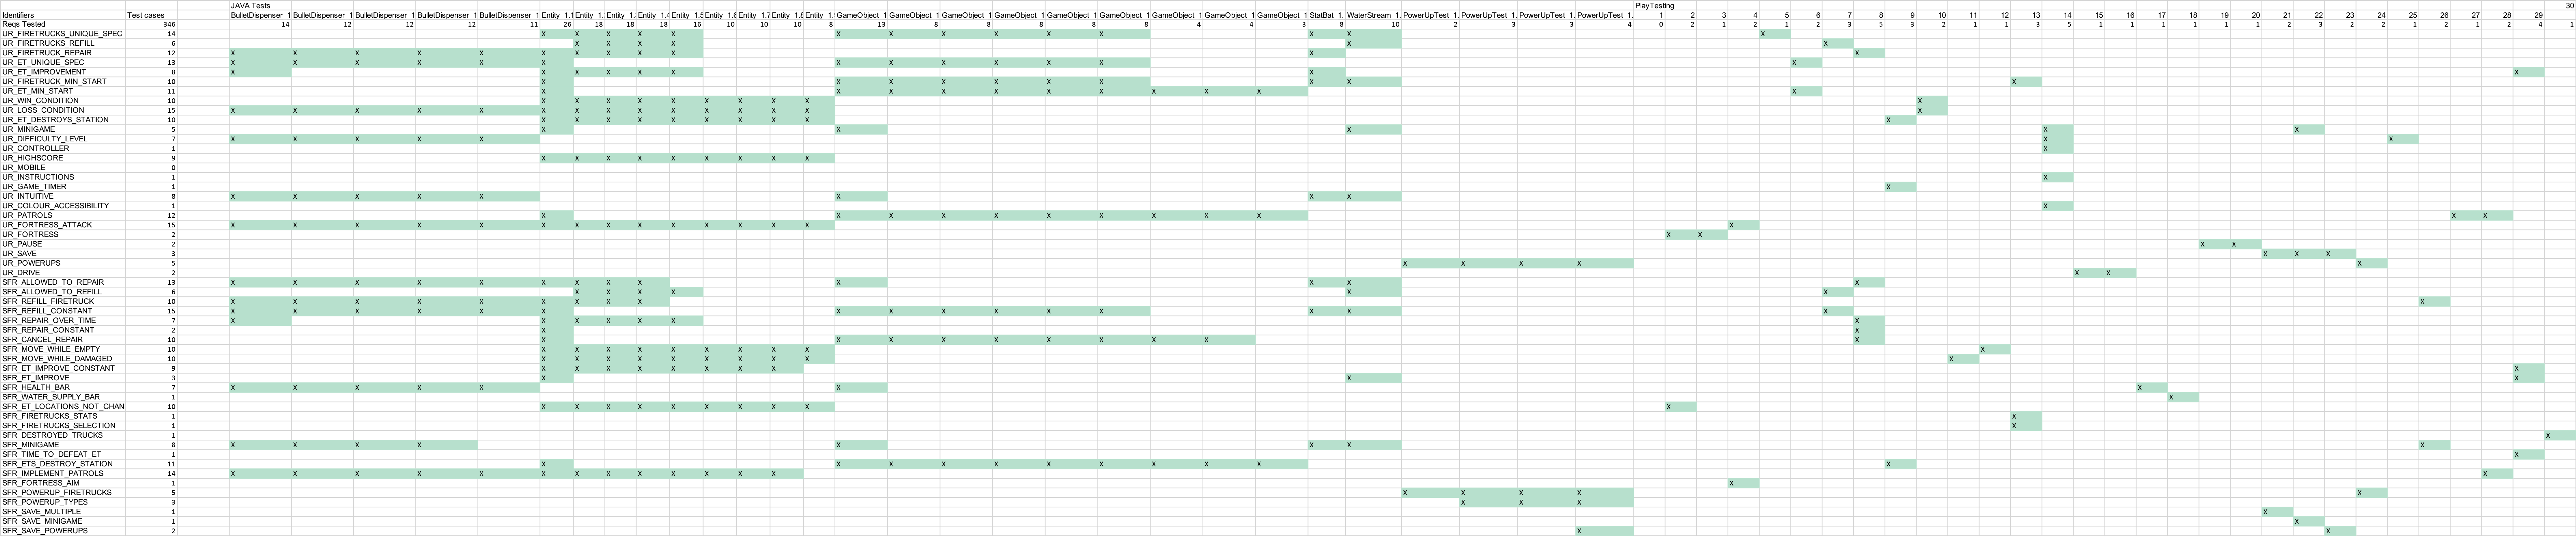 JAVA Tests PlayTesting 30
Identifiers Test cases BulletDispenser_1 BulletDispenser_1 BulletDispenser_1 BulletDispenser_1 BulletDispenser_1 Entity_1.1 Entity_1. Entity_1. Entity_1.4 Entity_1.5 Entity_1.6 Entity_1.7 Entity_1.8 Entity_1. GameObject_1 GameObject_1 GameObject_1 GameObject_1 GameObject_1 GameObject_1 GameObject_1 GameObject_1 GameObject_1 StatBat_1. WaterStream_1. PowerUpTest_1. PowerUpTest_1. PowerUpTest_1. PowerUpTest_1. 1 2 3 4 5 6 7 8 9 10 11 12 13 14 15 16 17 18 19 20 21 22 23 24 25 26 27 28 29
Reqs Tested 346 14 12 12 12 11 26 18 18 18 16 10 10 10 8 13 8 8 8 8 8 4 4 3 8 10 2 3 3 4 0 2 1 2 1 2 3 5 3 2 1 2 3 5 1 1 1 1 1 1 2 1 2 1 2 1 2 4 1
UR_FIRETRUCKS_UNIQUE_SPEC 14 X X X X X X X X X X X X X X
UR_FIRETRUCKS_REFILL 6 X X X X X X
UR_FIRETRUCK_REPAIR 12 X X X X X X X X X X X X
UR_ET_UNIQUE_SPEC 13 X X X X X X X X X X X X X
UR_ET_IMPROVEMENT 8 X X X X X X X X
UR_FIRETRUCK_MIN_START 10 X X X X X X X X X X
UR_ET_MIN_START 11 X X X X X X X X X X X
UR_WIN_CONDITION 10 X X X X X X X X X X
UR_LOSS_CONDITION 15 X X X X X X X X X X X X X X X
UR_ET_DESTROYS_STATION 10 X X X X X X X X X X
UR_MINIGAME 5 X X X X X
UR_DIFFICULTY_LEVEL 7 X X X X X X X
UR_CONTROLLER 1 X
UR_HIGHSCORE 9 X X X X X X X X X
UR_MOBILE 0
UR_INSTRUCTIONS 1 X
UR_GAME_TIMER 1 X
UR_INTUITIVE 8 X X X X X X X X
UR_COLOUR_ACCESSIBILITY 1 X
UR_PATROLS 12 X X X X X X X X X X X X
UR_FORTRESS_ATTACK 15 X X X X X X X X X X X X X X X
UR_FORTRESS 2 X X
UR_PAUSE 2 X X
UR_SAVE 3 X X X
UR_POWERUPS 5 X X X X X
UR_DRIVE 2 X X
SFR_ALLOWED_TO_REPAIR 13 X X X X X X X X X X X X X
SFR_ALLOWED_TO_REFILL 6 X X X X X X
SFR_REFILL_FIRETRUCK 10 X X X X X X X X X X
SFR_REFILL_CONSTANT 15 X X X X X X X X X X X X X X X
SFR_REPAIR_OVER_TIME 7 X X X X X X X
SFR_REPAIR_CONSTANT 2 X X
SFR_CANCEL_REPAIR 10 X X X X X X X X X X
SFR_MOVE_WHILE_EMPTY 10 X X X X X X X X X X
SFR_MOVE_WHILE_DAMAGED 10 X X X X X X X X X X
SFR_ET_IMPROVE_CONSTANT 9 X X X X X X X X X
SFR_ET_IMPROVE 3 X X X
SFR_HEALTH_BAR 7 X X X X X X X
SFR_WATER_SUPPLY_BAR 1 X
SFR_ET_LOCATIONS_NOT_CHAN 10 X X X X X X X X X X
SFR_FIRETRUCKS_STATS 1 X
SFR_FIRETRUCKS_SELECTION 1 X
SFR_DESTROYED_TRUCKS 1 X
SFR_MINIGAME 8 X X X X X X X X
SFR_TIME_TO_DEFEAT_ET 1 X
SFR_ETS_DESTROY_STATION 11 X X X X X X X X X X X
SFR_IMPLEMENT_PATROLS 14 X X X X X X X X X X X X X X
SFR_FORTRESS_AIM 1 X
SFR_POWERUP_FIRETRUCKS 5 X X X X X
SFR_POWERUP_TYPES 3 X X X
SFR_SAVE_MULTIPLE 1 X
SFR_SAVE_MINIGAME 1 X
SFR_SAVE_POWERUPS 2 X X